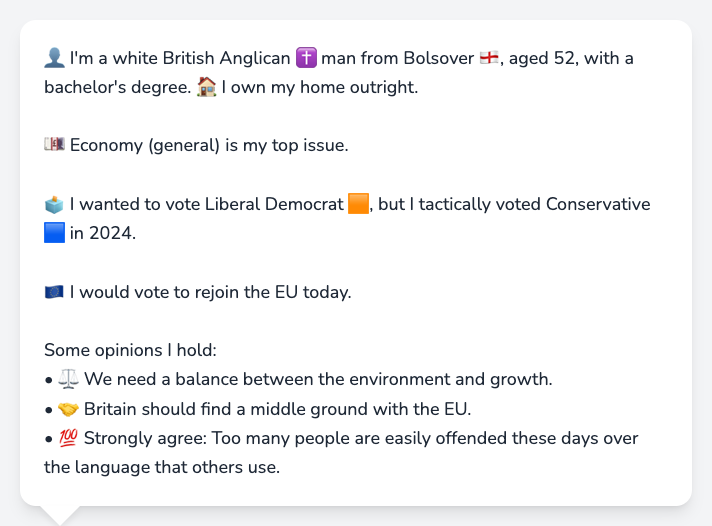 👤 I'm a white British Anglican ✝️ man from Bolsover 🏴󠁧󠁢󠁥󠁮󠁧󠁿, aged 52, with a
bachelor's degree. 🏠 I own my home outright.
💷 Economy (general) is my top issue.
🗳️ I wanted to vote Liberal Democrat 🟧, but I tactically voted Conservative
🟦 in 2024.
🇪🇺 I would vote to rejoin the EU today.
Some opinions I hold:
• ⚖️ We need a balance between the environment and growth.
• 🤝 Britain should find a middle ground with the EU.
• 💯 Strongly agree: Too many people are easily offended these days over
the language that others use.